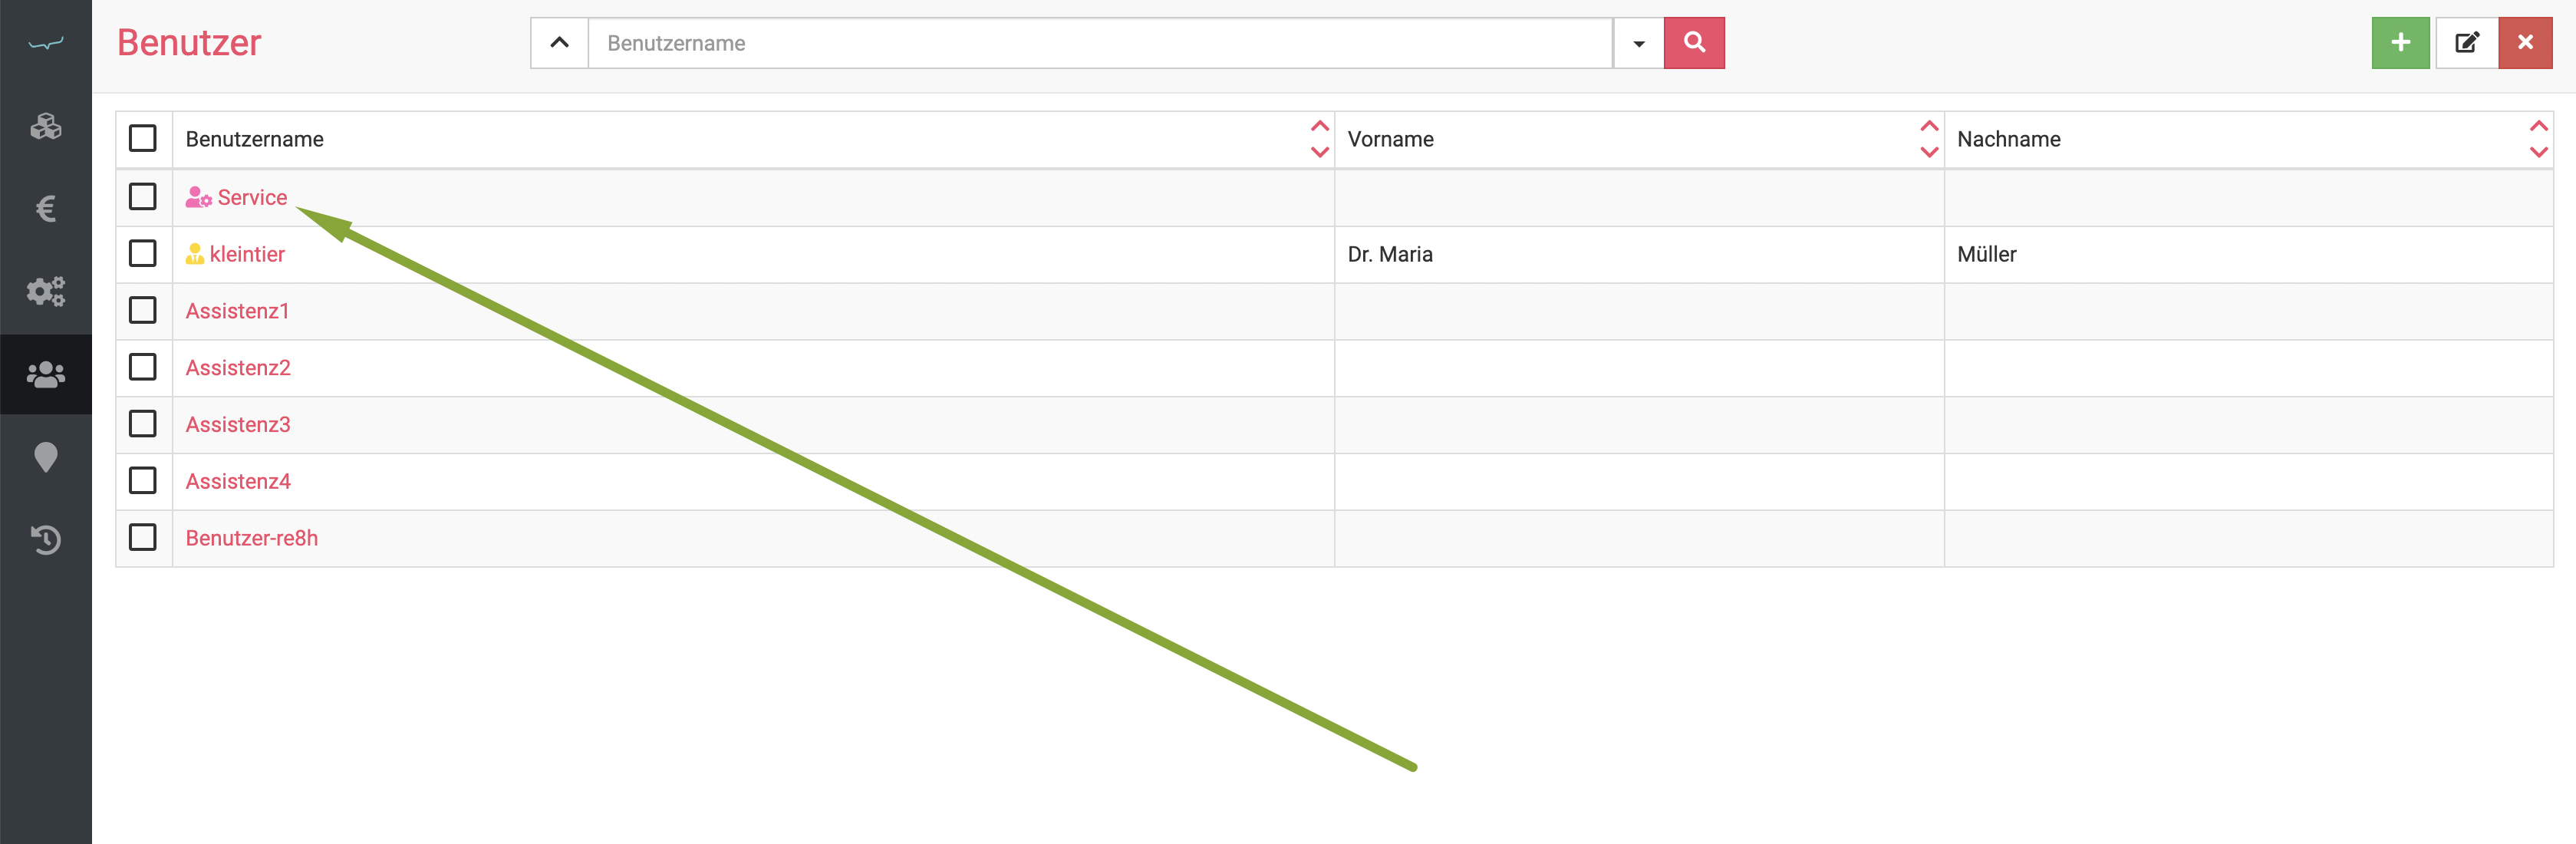 Benutzer
Benutzername
Benutzername Vorname Nachname
Service
kleintier Dr. Maria Müller
Assistenz1
Assistenz2
Assistenz3
Assistenz4
Benutzer-re8h